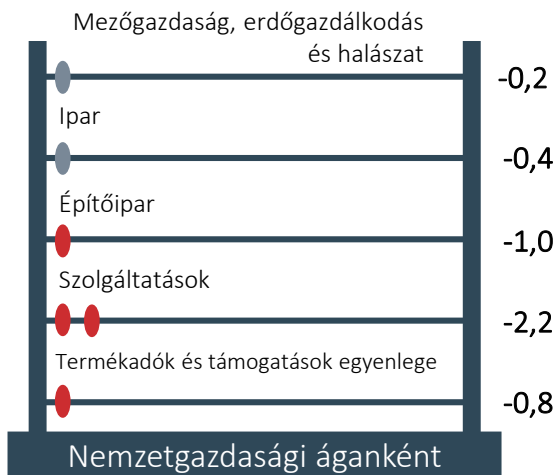 Mezőgazdaság, erdőgazdálkodás
és halászat
-0,2
Ipar
-0,4
Építőipar
-1,0
Szolgáltatások
-2,2
Termékadók és támogatások egyenlege
-0,8
Nemzetgazdasági áganként